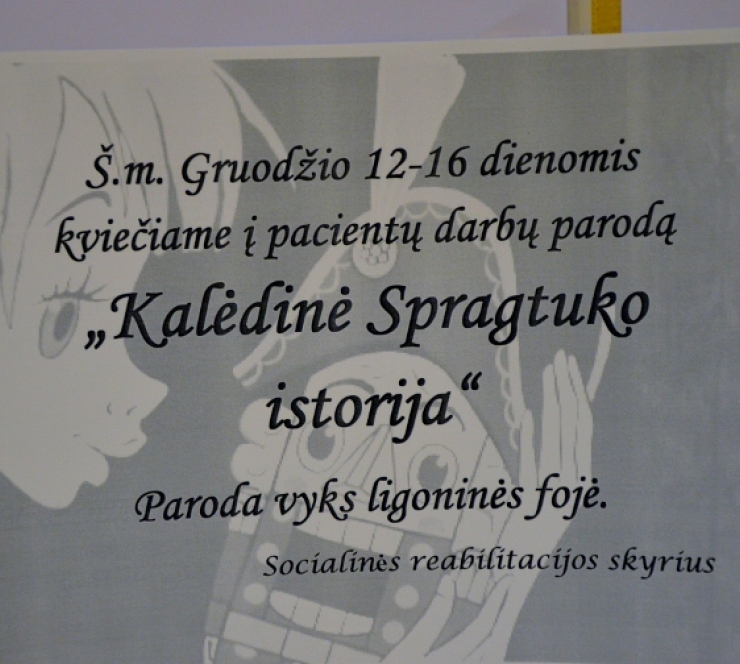 Š.m. Gruodžio 12-16 dienomis
kviečiame į pacientų darbų parodą
„Kalėdinė Spragtuko
istorija“
Paroda vyks ligoninės fojė.
Socialinės reabilitacijos skyrius